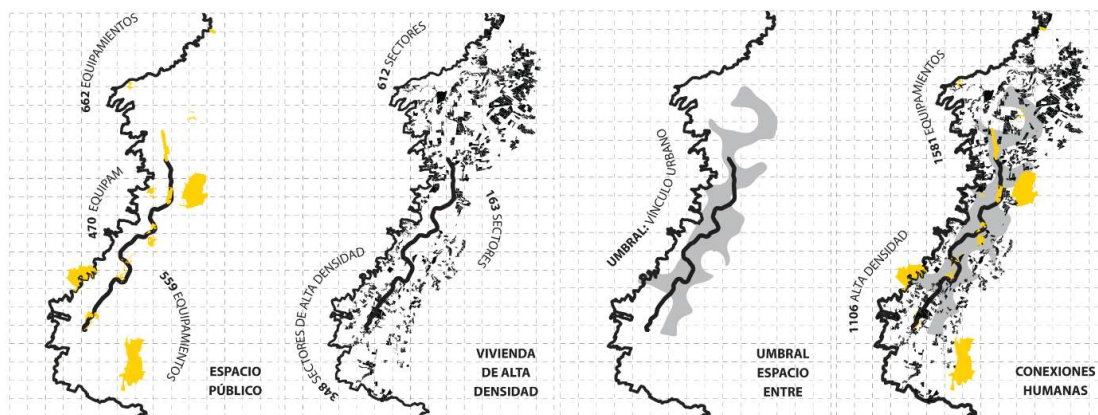 662 EQUIPAMIENTOS
470 EQUIPAM
559 EQUIPAMIENTOS
ESPACIO
PÚBLICO
612 SECTORES
163 SECTORES
348 SECTORES DE ALTA DENSIDAD
VIVIENDA
DE ALTA
DENSIDAD
UMBRAL: VÍNCULO URBANO
UMBRAL
ESPACIO
ENTRE
1581 EQUIPAMIENTOS
1106 ALTA DENSIDAD
CONEXIONES
HUMANAS